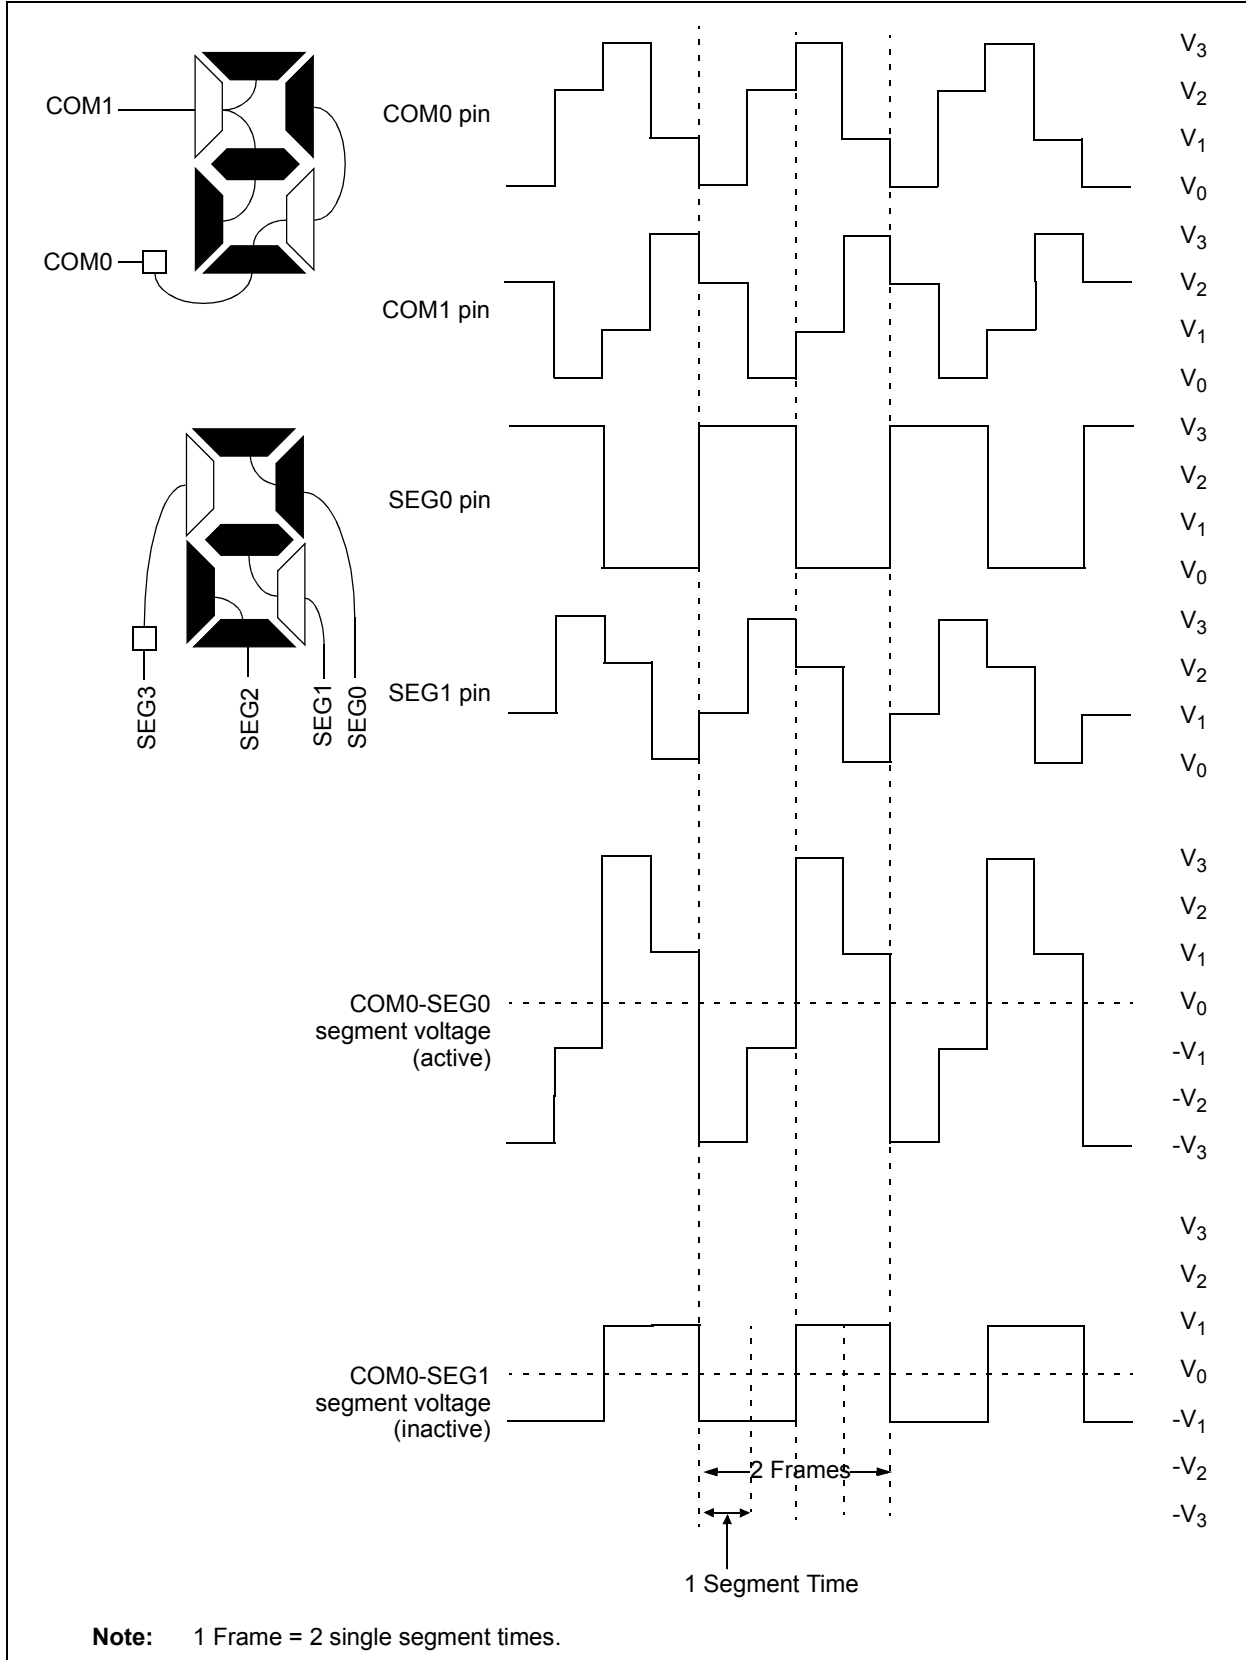 COM1
COM0
COM0 pin
V3
V2
V1
V0
COM1 pin
V3
V2
V1
V0
SEG3
SEG2
SEG1
SEG0
SEG0 pin
V3
V2
V1
V0
SEG1 pin
V3
V2
V1
V0
COM0-SEG0
segment voltage
(active)
V3
V2
V1
V0
-V1
-V2
-V3
COM0-SEG1
segment voltage
(inactive)
V3
V2
V1
V0
-V1
-V2
-V3
2 Frames
1 Segment Time
Note: 1 Frame = 2 single segment times.